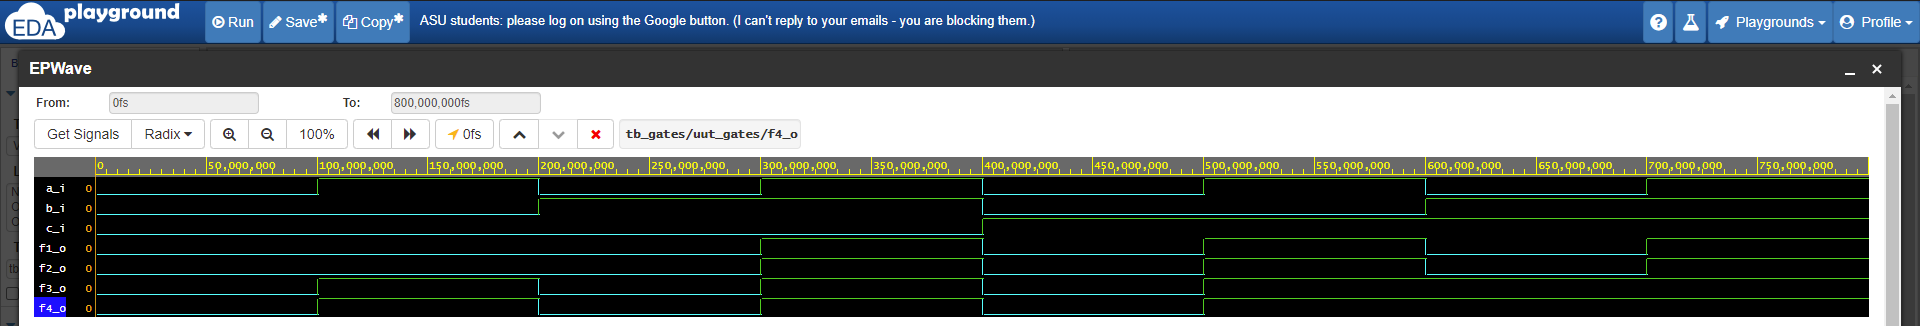 EDA playground
Run
Save*
Copy*
ASU students: please log on using the Google button. (I can't reply to your emails - you are blocking them.)
?
Playgrounds
Profile
EPWave
From:
0fs
To:
800,000,000fs
Get Signals
Radix
100%
0fs
tb_gates/uut_gates/f4_o
0
50,000,000
100,000,000
150,000,000
200,000,000
250,000,000
300,000,000
350,000,000
400,000,000
450,000,000
500,000,000
550,000,000
600,000,000
650,000,000
700,000,000
750,000,000
a_i 0
b_i 0
c_i 0
f1_o 0
f2_o 0
f3_o 0
f4_o 0